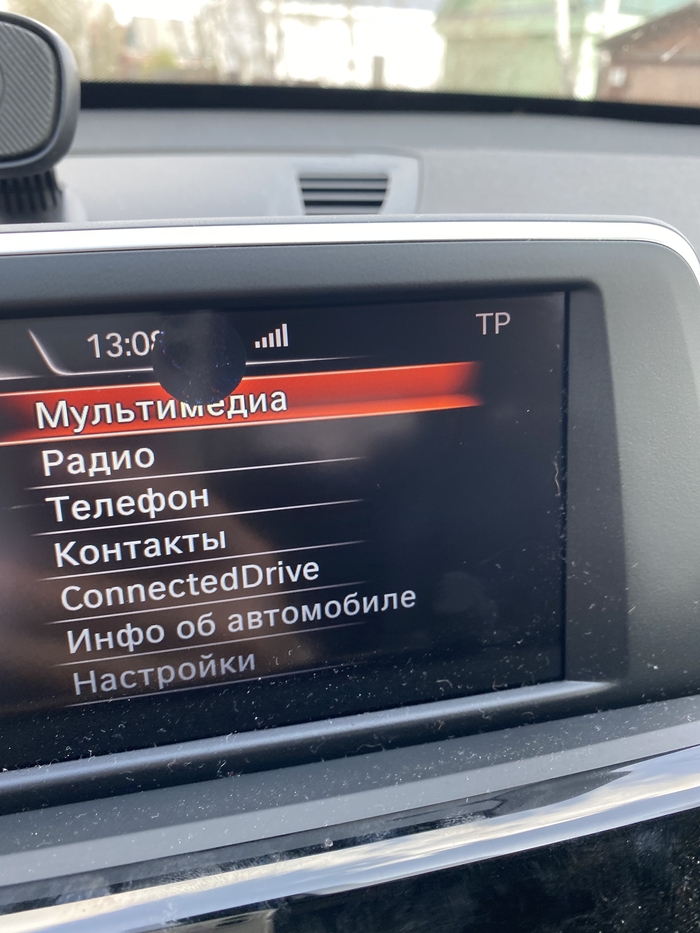 TP
Мультимедиа
Радио
Телефон
Контакты
ConnectedDrive
Инфо об автомобиле
Настройки